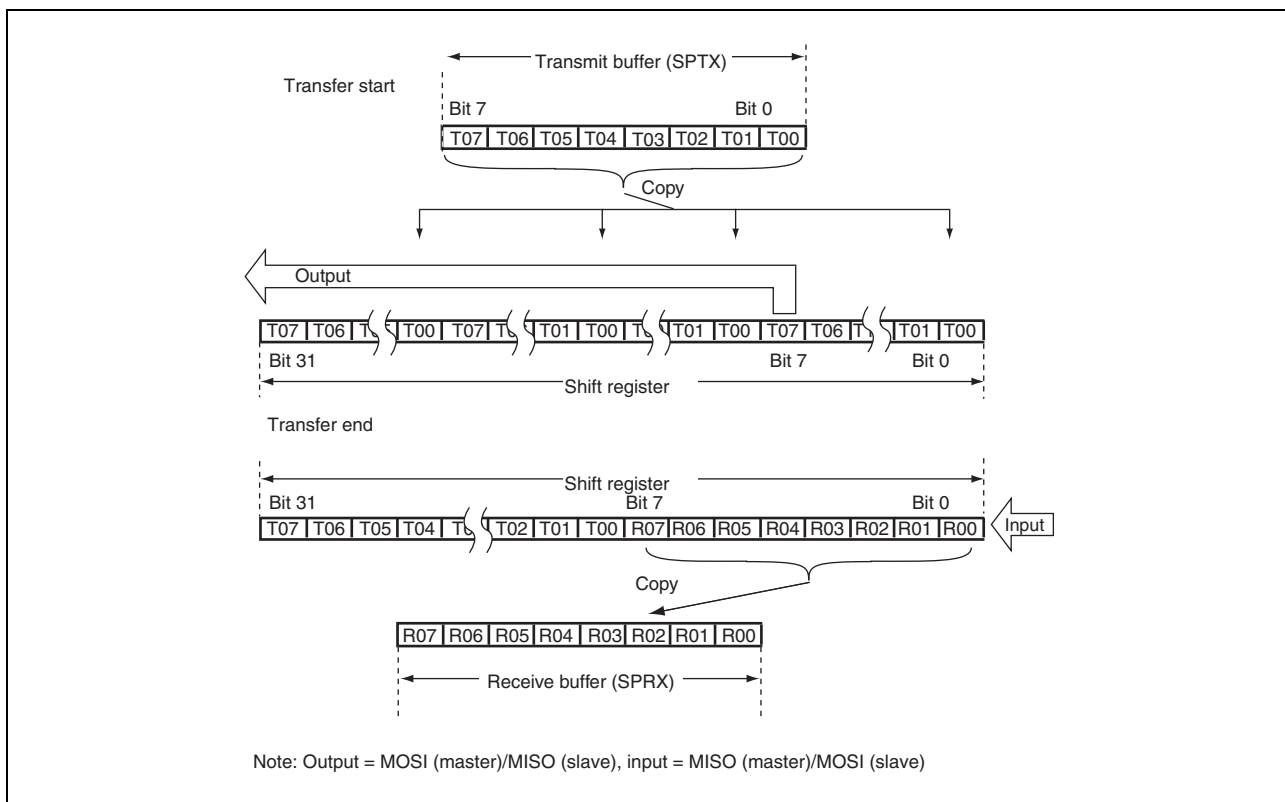 Transmit buffer (SPTX)
Transfer start
Bit 7 Bit 0
T07 T06 T05 T04 T03 T02 T01 T00
Copy
Output
T07 T06 T00 T07 T01 T00 T01 T00 T07 T06 T01 T00
Bit 31 Bit 7 Bit 0
Shift register
Transfer end
Shift register
Bit 31 Bit 7 Bit 0
T07 T06 T05 T04 T02 T01 T00 R07 R06 R05 R04 R03 R02 R01 R00 Input
Copy
R07 R06 R05 R04 R03 R02 R01 R00
Receive buffer (SPRX)
Note: Output = MOSI (master)/MISO (slave), input = MISO (master)/MOSI (slave)